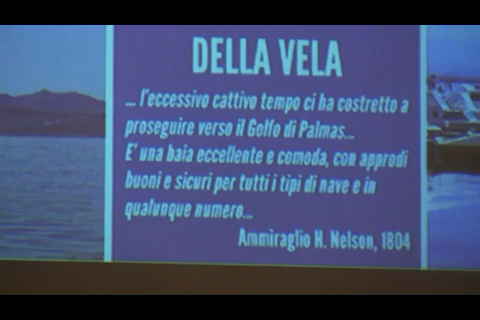 DELLA VELA
... l'eccessivo cattivo tempo ci ha costretto a
proseguire verso il Golfo di Palmas...
E' una baia eccellente e comoda, con approdi
buoni e sicuri per tutti i tipi di nave e in
qualunque numero...
Ammiraglio H. Nelson, 1804